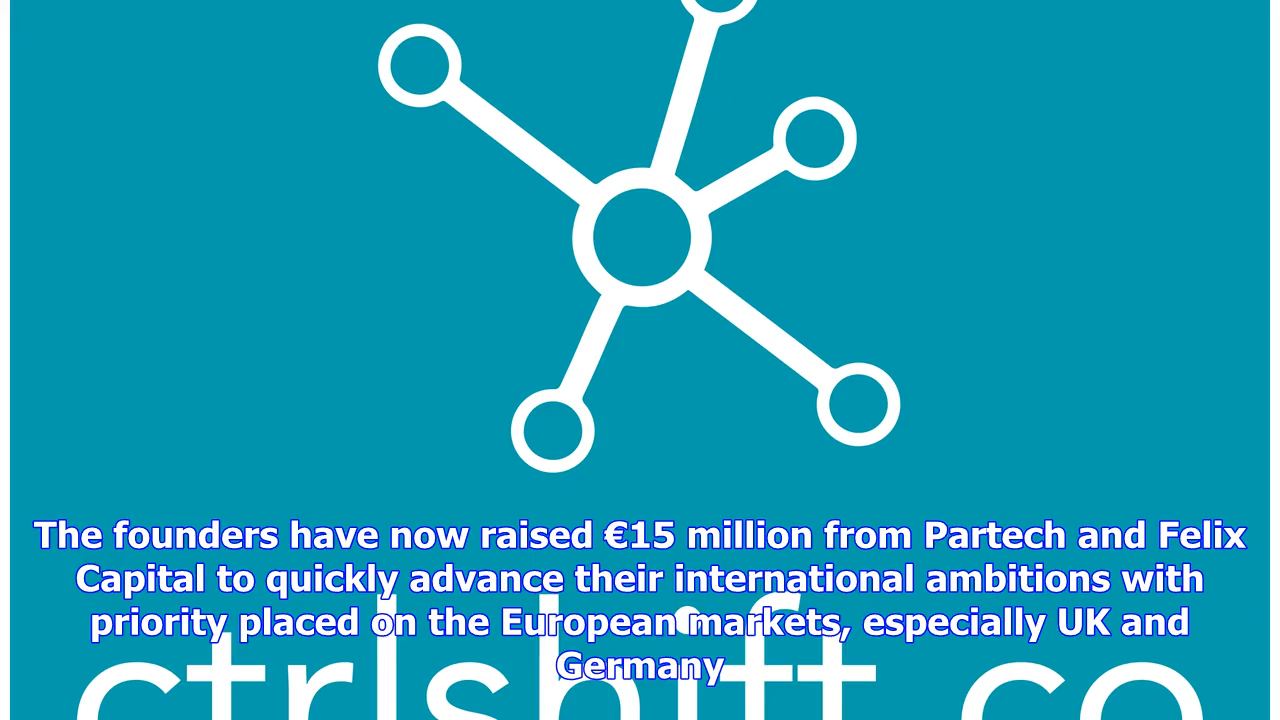 The founders have now raised €15 million from Partech and Felix
Capital to quickly advance their international ambitions with
priority placed on the European markets, especially UK and
Germany
ctrlshift.co